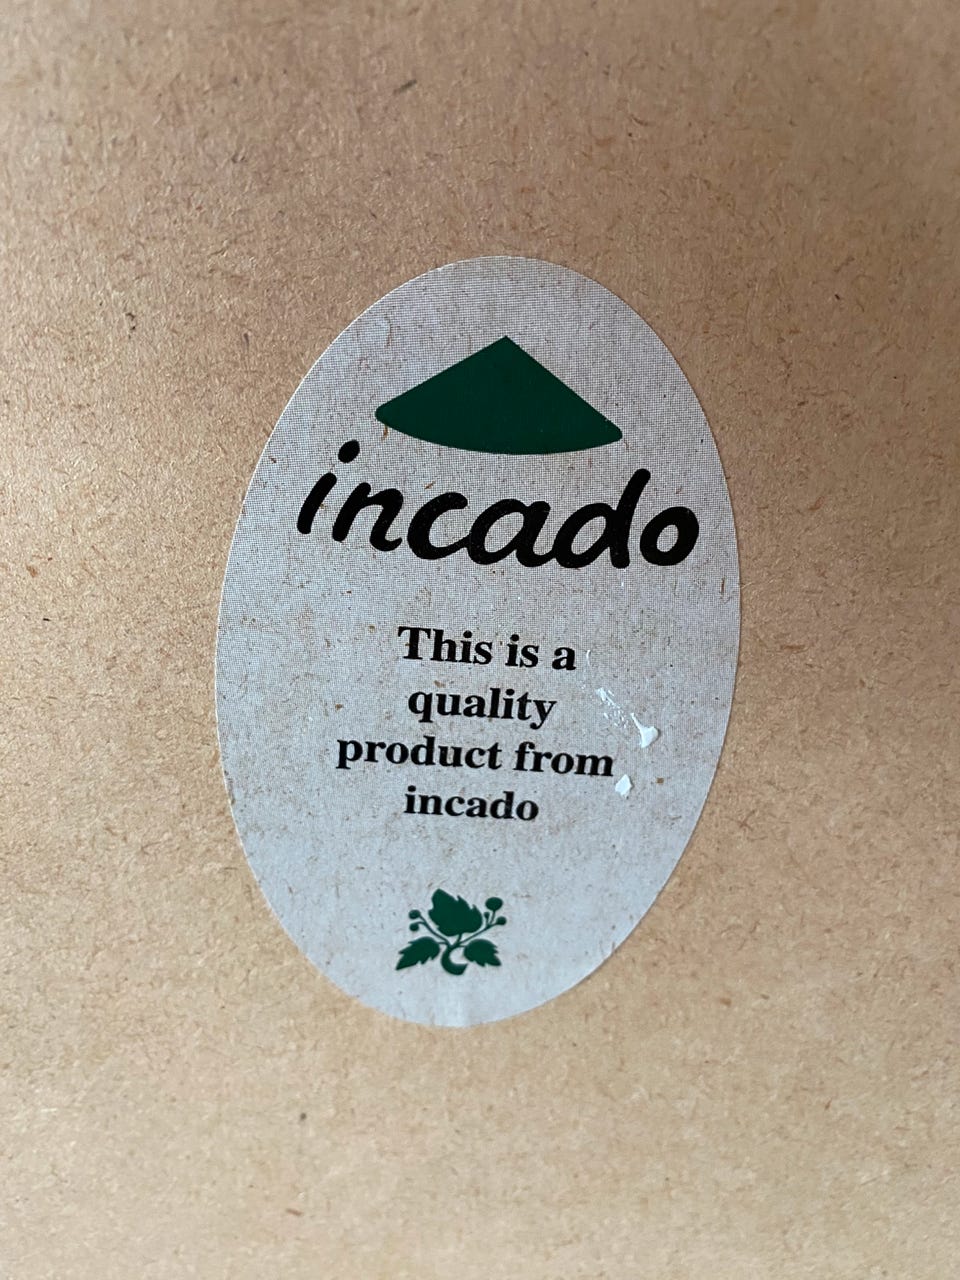 incado
This is a
quality
product from
incado